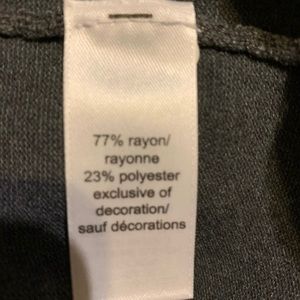 77% rayon/
rayonne
23% polyester
exclusive of
decoration/
sauf décorations